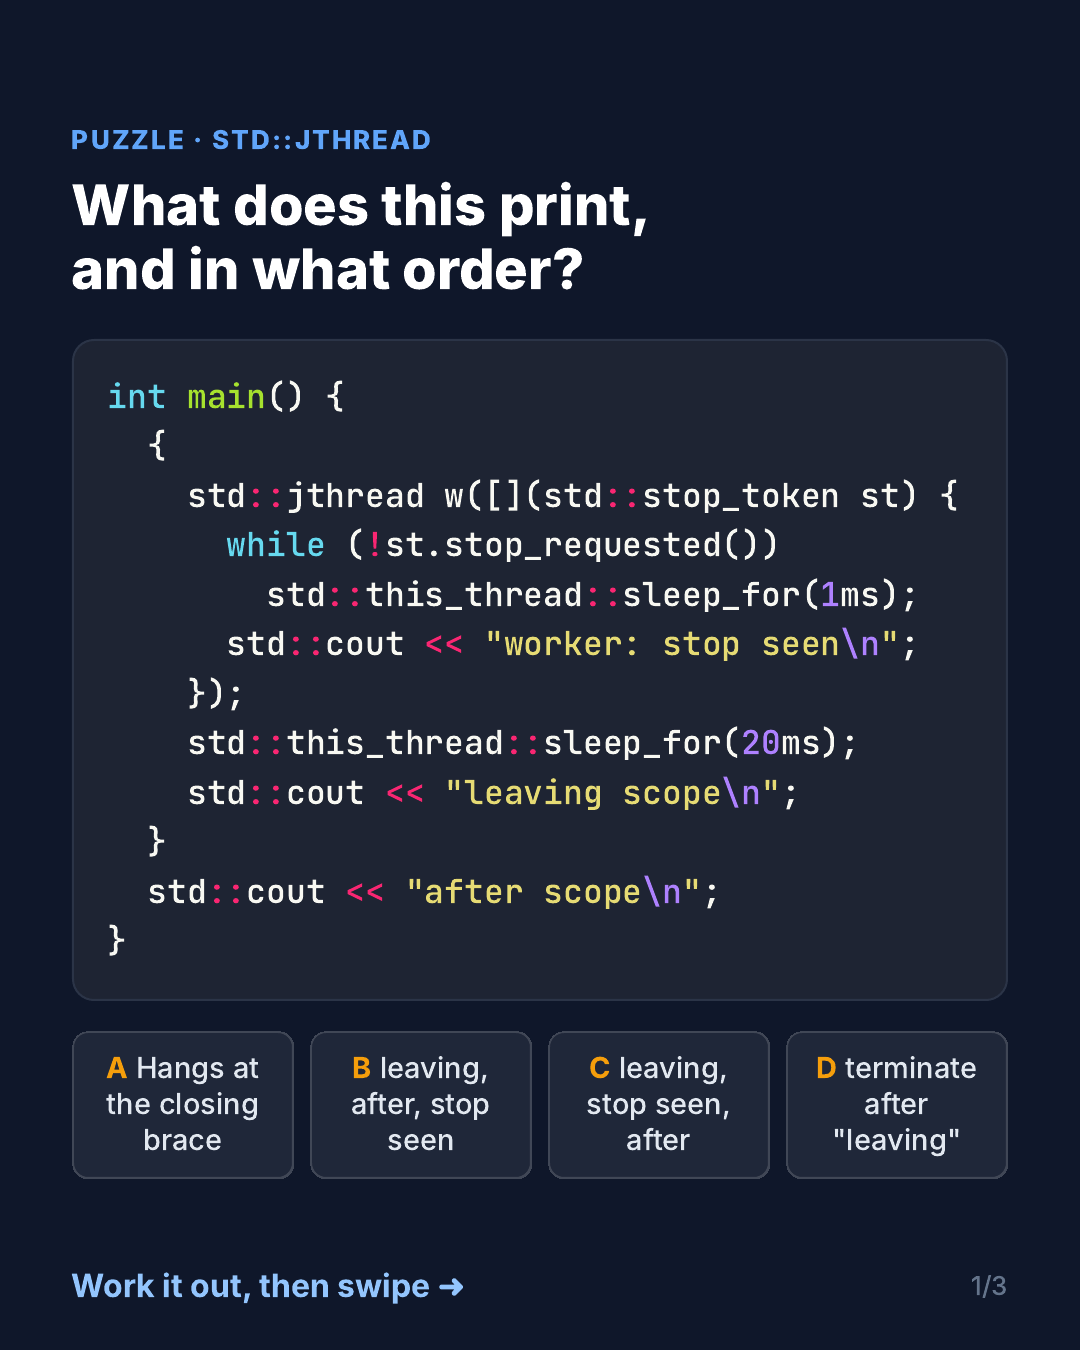 PUZZLE · STD::JTHREAD
What does this print,
and in what order?
int main() {
  {
    std::jthread w([](std::stop_token st) {
      while (!st.stop_requested())
        std::this_thread::sleep_for(1ms);
      std::cout << "worker: stop seen\n";
    });
    std::this_thread::sleep_for(20ms);
    std::cout << "leaving scope\n";
  }
  std::cout << "after scope\n";
}
A Hangs at
the closing
brace
B leaving,
after, stop
seen
C leaving,
stop seen,
after
D terminate
after
"leaving"
Work it out, then swipe ➜
1/3